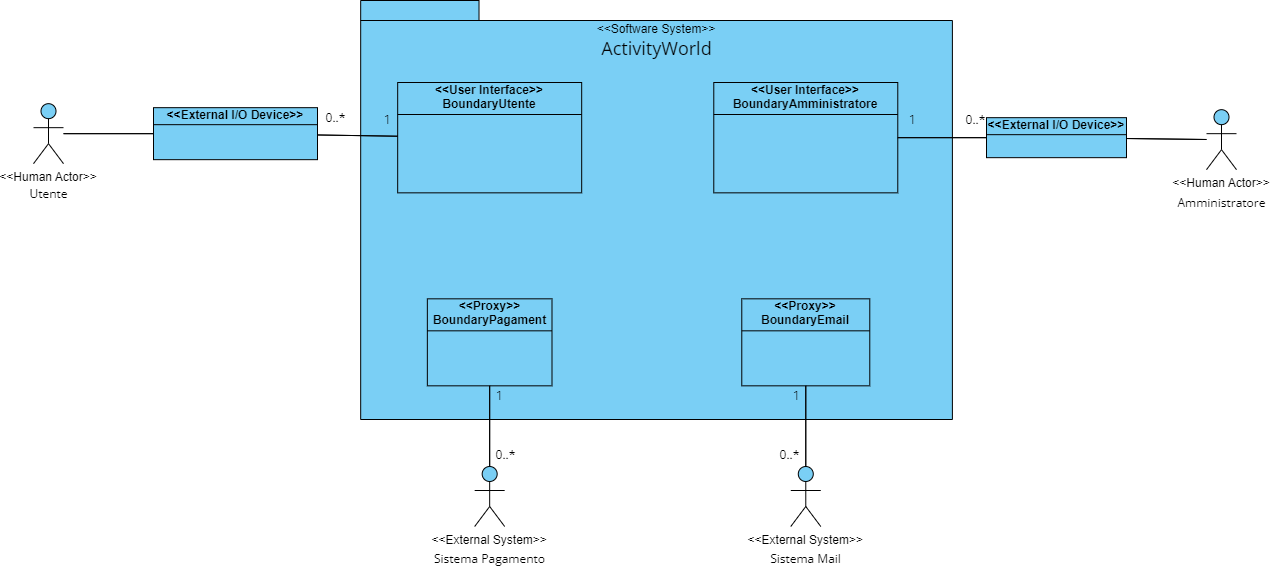 <<Software System>>
ActivityWorld
<<User Interface>>
BoundaryUtente
<<User Interface>>
BoundaryAmministratore
<<External I/O Device>>
0..*
1
1
0..*
<<External I/O Device>>
<<Human Actor>>
Utente
<<Human Actor>>
Amministratore
<<Proxy>>
BoundaryPagament
<<Proxy>>
BoundaryEmail
1
1
0..*
0..*
<<External System>>
Sistema Pagamento
<<External System>>
Sistema Mail